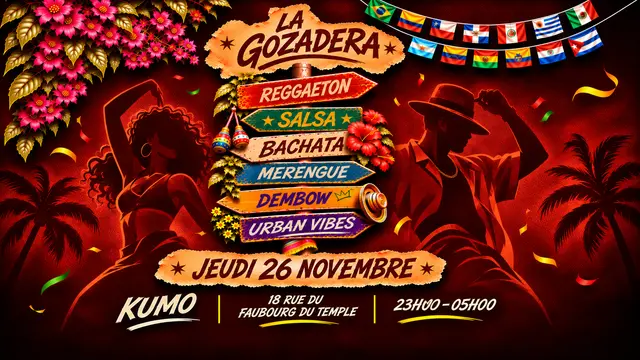 LA
GOZADERA
REGGAETON
SALSA
BACHATA
MERENGUE
DEMBOW
URBAN VIBES
JEUDI 26 NOVEMBRE
KUMO
18 RUE DU
FAUBOURG DU TEMPLE
23H00 - 05H00